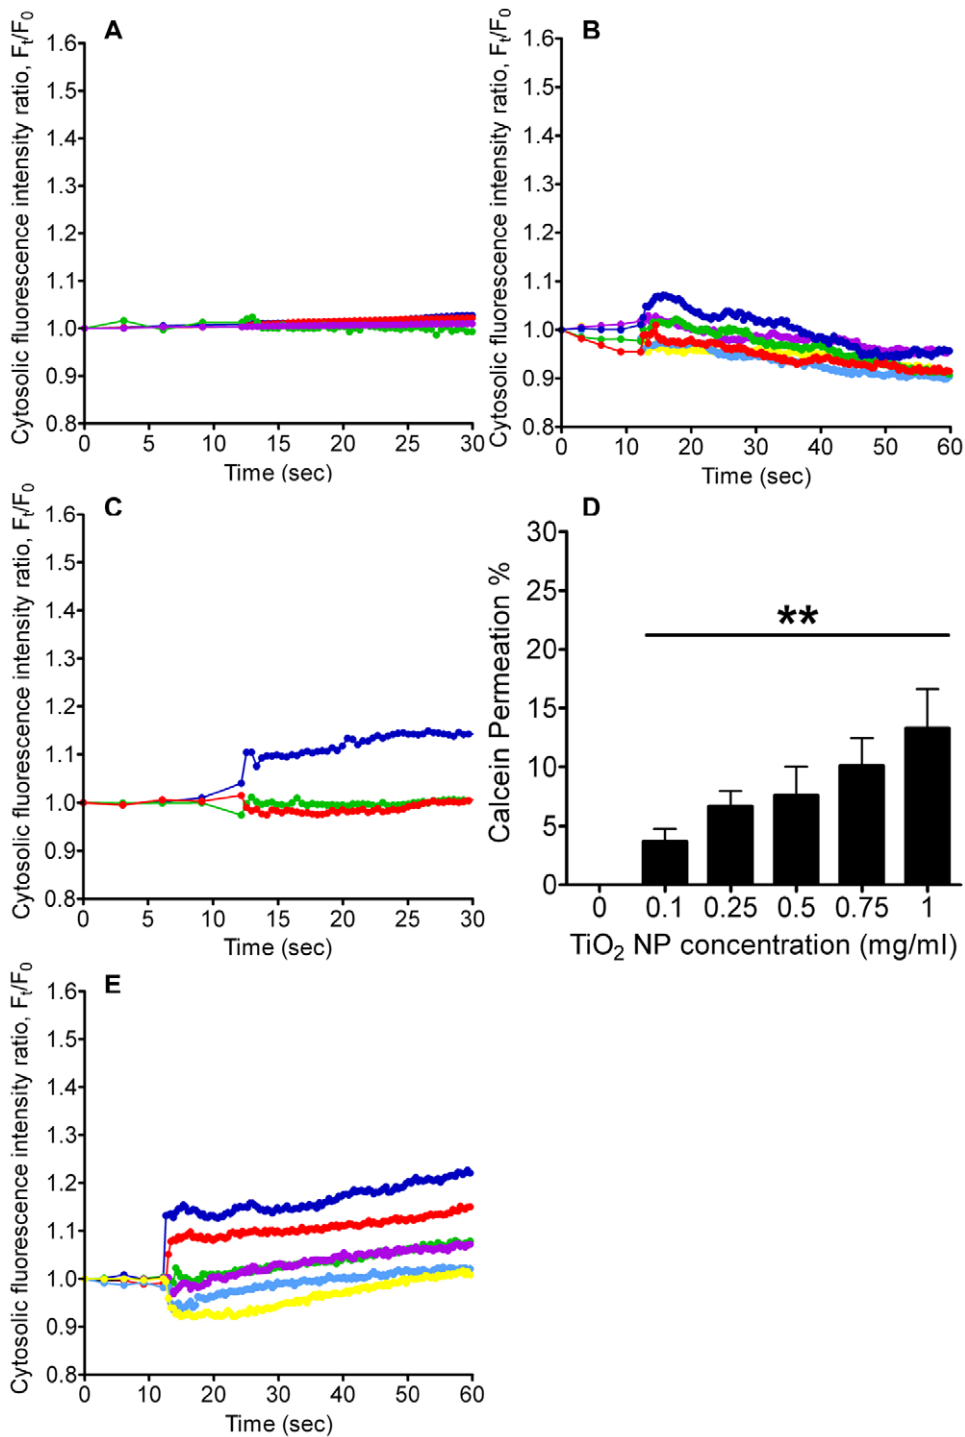 A
Cytosolic fluorescence intensity ratio, Ft/F0
1.6
1.5
1.4
1.3
1.2
1.1
1.0
0.9
0.8
0 5 10 15 20 25 30
Time (sec)
B
Cytosolic fluorescence intensity ratio, Ft/F0
1.6
1.5
1.4
1.3
1.2
1.1
1.0
0.9
0.8
0 10 20 30 40 50 60
Time (sec)
C
Cytosolic fluorescence intensity ratio, Ft/F0
1.6
1.5
1.4
1.3
1.2
1.1
1.0
0.9
0.8
0 5 10 15 20 25 30
Time (sec)
D
Calcein Permeation %
30
25
20
15
10
5
0
**
0 0.1 0.25 0.5 0.75 1
TiO2 NP concentration (mg/ml)
E
Cytosolic fluorescence intensity ratio, Ft/F0
1.6
1.5
1.4
1.3
1.2
1.1
1.0
0.9
0.8
0 10 20 30 40 50 60
Time (sec)